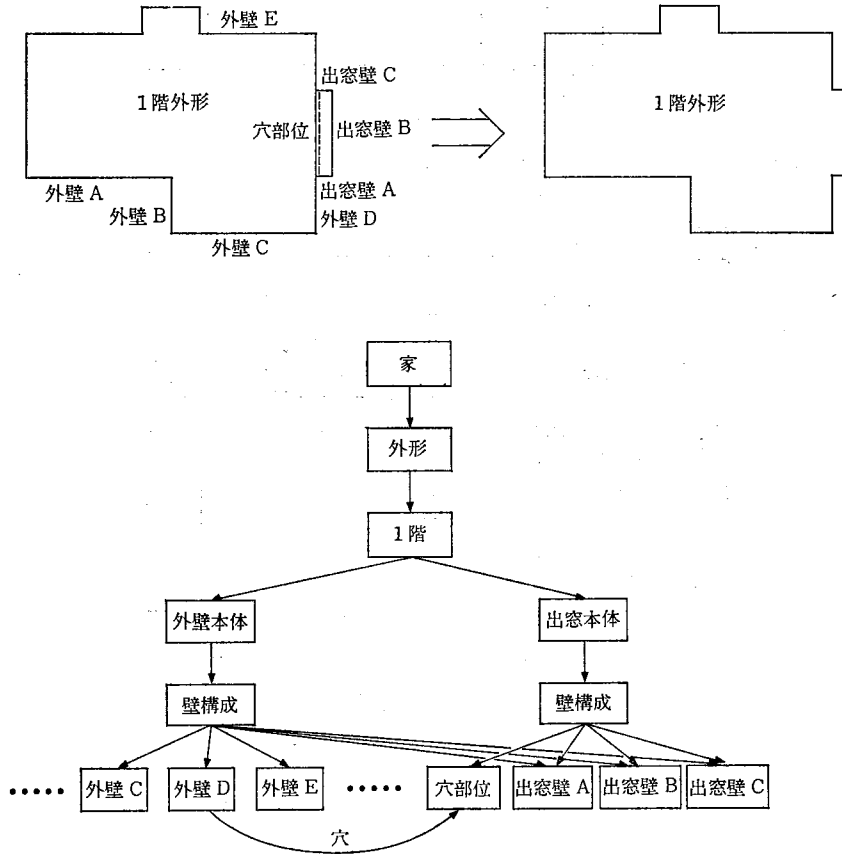 外壁 E
出窓壁 C
1階外形
1階外形
穴部位
出窓壁 B
外壁 A
出窓壁 A
外壁 B
外壁 D
外壁 C
家
外形
1階
外壁本体
出窓本体
壁構成
壁構成
•••••
外壁 C
外壁 D
外壁 E
•••••
穴部位
出窓壁 A
出窓壁 B
出窓壁 C
穴